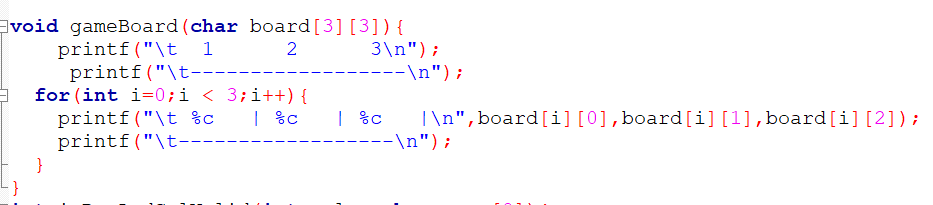 void gameBoard(char board[3][3]){
    printf("\t  1      2      3\n");
     printf("\t------------------\n");
  for(int i=0;i < 3;i++){
    printf("\t %c   | %c   | %c   |\n",board[i][0],board[i][1],board[i][2]);
    printf("\t------------------\n");
  }
}